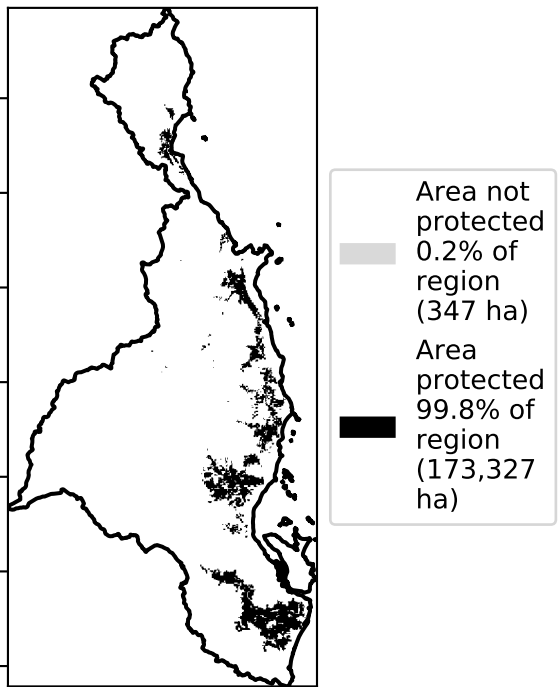 Area not
protected
0.2% of
region
(347 ha)
Area
protected
99.8% of
region
(173,327
ha)